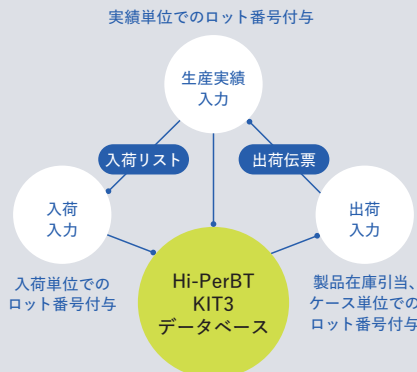 実績単位でのロット番号付与
生産実績
入力
入荷リスト
出荷伝票
入荷
入力
出荷
入力
Hi-PerBT
KIT3
データベース
入荷単位での
ロット番号付与
製品在庫引当、
ケース単位での
ロット番号付与